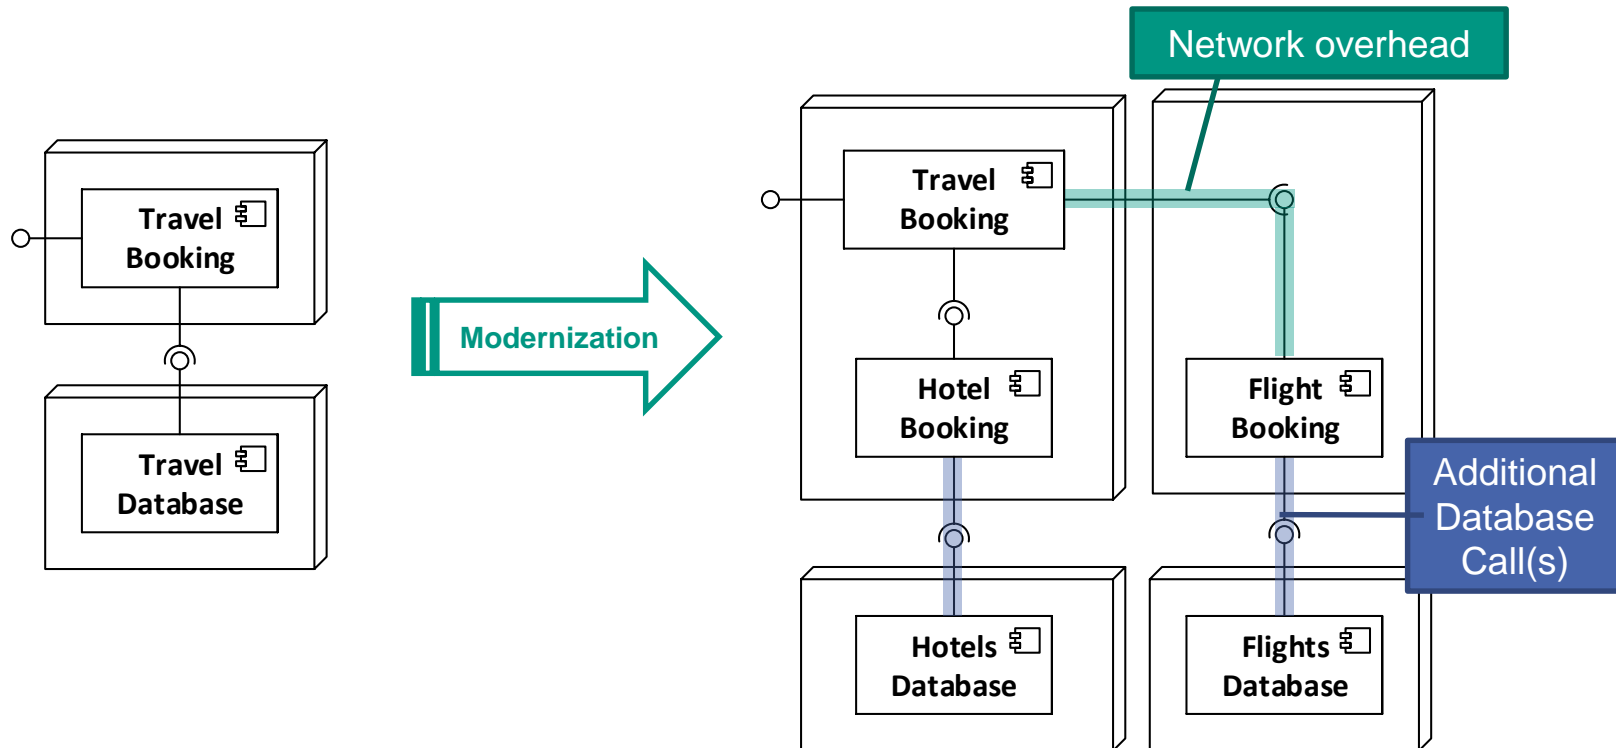 Network overhead
Travel
Booking
Travel
Database
Modernization
Travel
Booking
Hotel
Booking
Flight
Booking
Additional
Database
Call(s)
Hotels
Database
Flights
Database